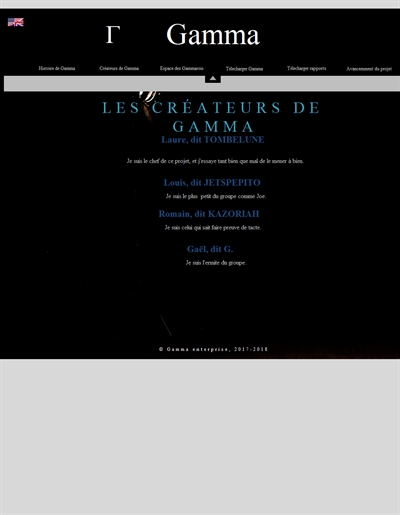 Γ Gamma
Histoire de Gamma Créateurs de Gamma Espace des Gammarons Telecharger Gamma Telecharger rapports Avancamment du projet
LES CRÉATEURS DE
GAMMA
Laure, dit TOMBELUNE
Je suis le chef de ce projet, et j'essaye tant bien que mal de le mener à bien.
Louis, dit JETSPEPITO
Je suis le plus petit du groupe comme Joe.
Romain, dit KAZORIAH
Je suis celui qui sait faire preuve de tacte.
Gaël, dit G.
Je suis l'ermite du groupe.
© Gamma enterprise, 2017-2018